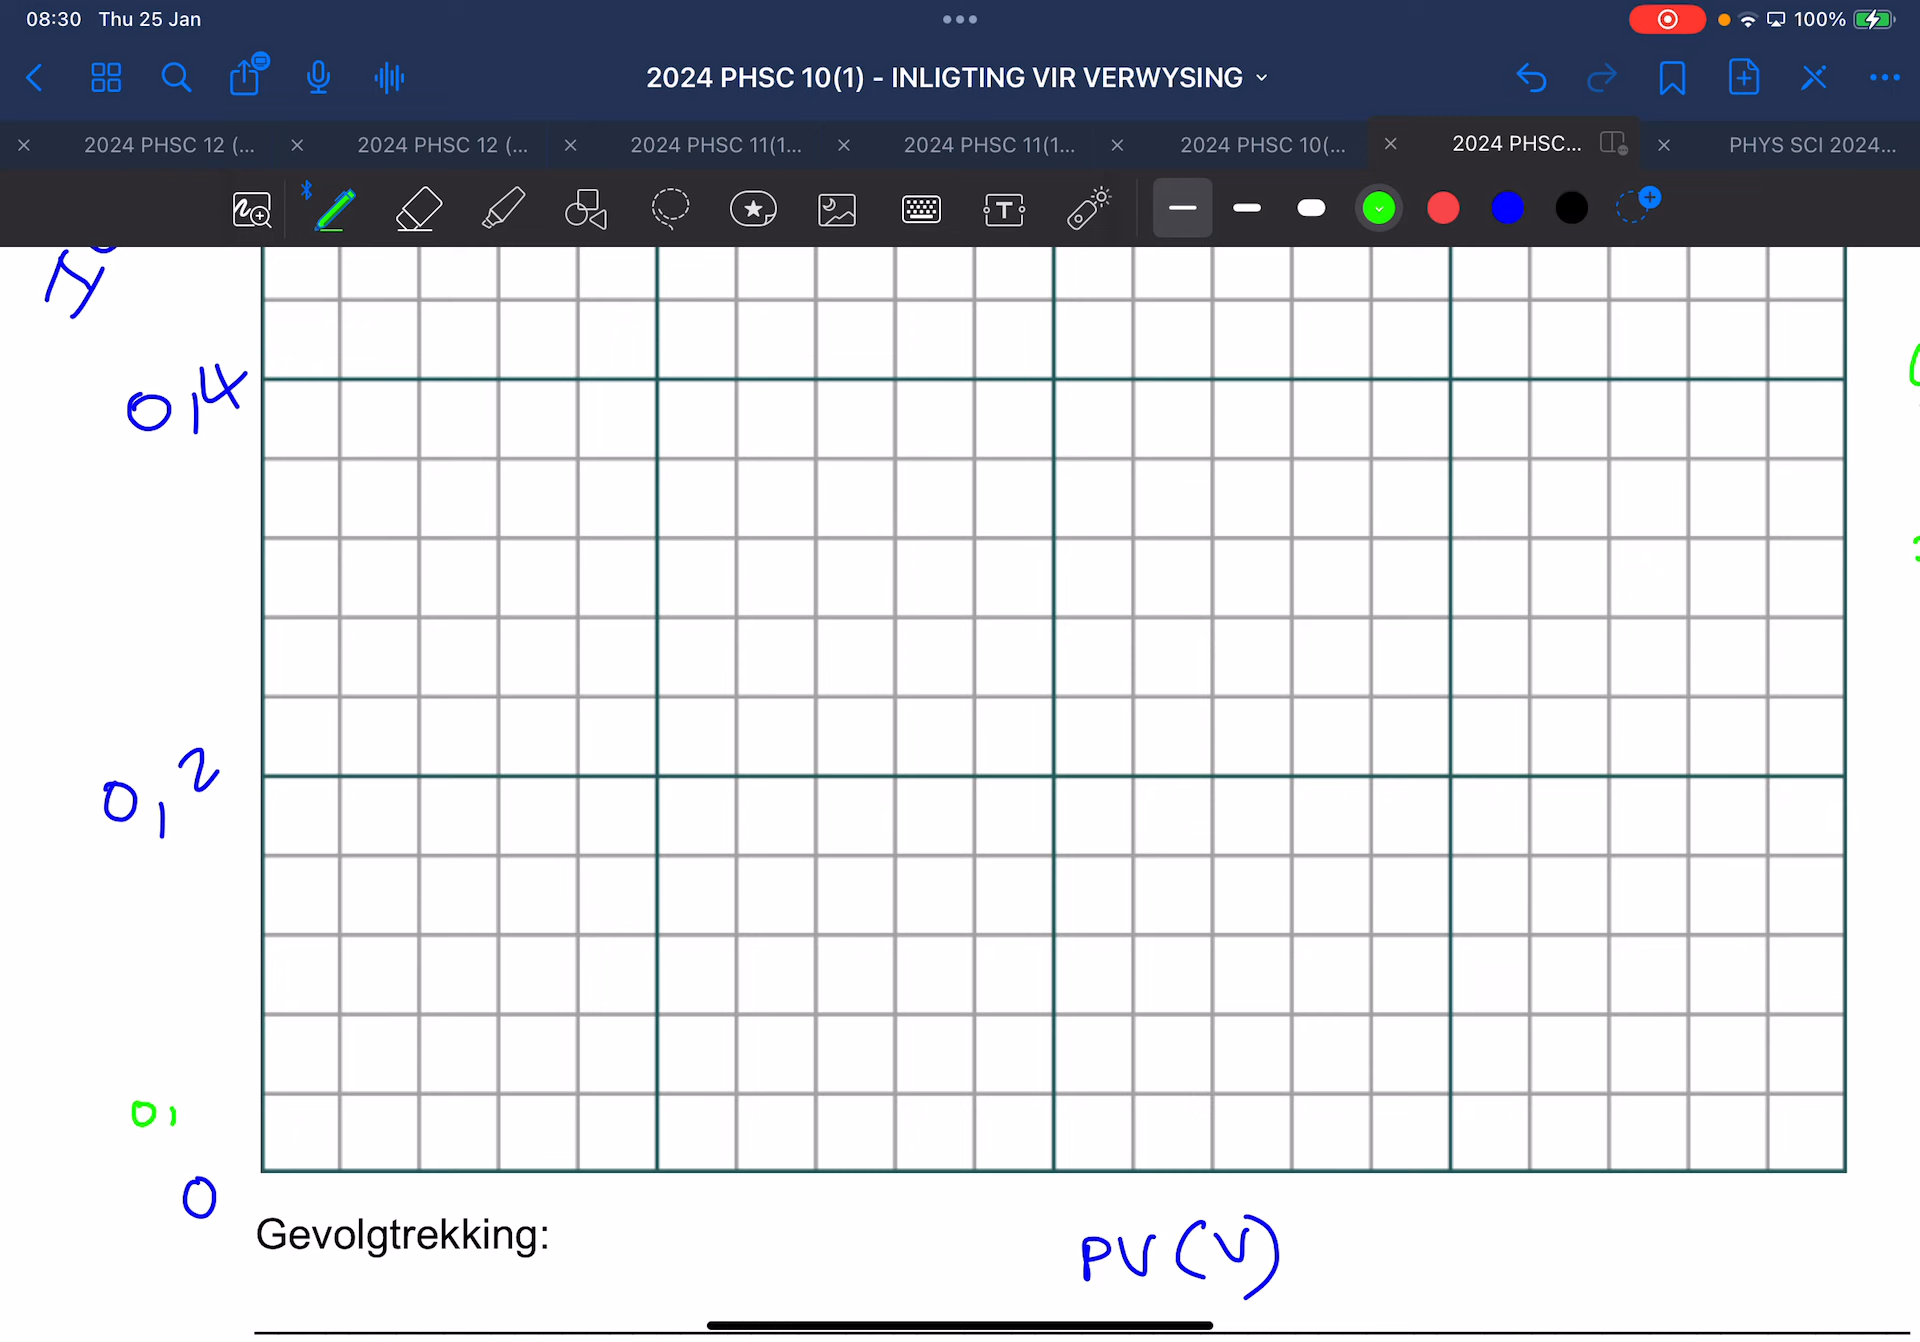 08:30 Thu 25 Jan
100%
2024 PHSC 10(1) - INLIGTING VIR VERWYSING
2024 PHSC 12 (...
2024 PHSC 12 (...
2024 PHSC 11(1...
2024 PHSC 11(1...
2024 PHSC 10(...
2024 PHSC...
PHYS SCI 2024...
I
0,4
0,2
0,
0
Gevolgtrekking:
PV (V)